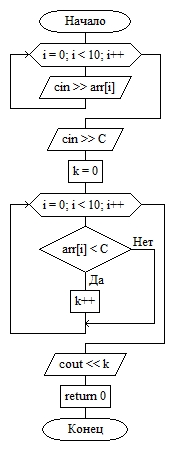 Начало
i = 0; i < 10; i++
cin >> arr[i]
cin >> C
k = 0
i = 0; i < 10; i++
arr[i] < C
Нет
Да
k++
cout << k
return 0
Конец